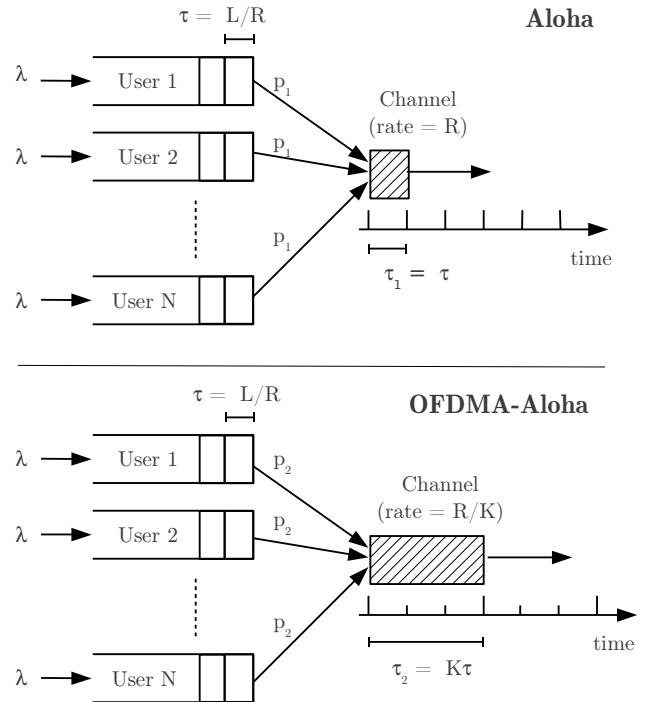 τ = L/R
Aloha
λ
User 1
p₁
Channel
(rate = R)
λ
User 2
p₁
p₁
time
τ₁ = τ
λ
User N
τ = L/R
OFDMA-Aloha
λ
User 1
p₂
Channel
(rate = R/K)
λ
User 2
p₂
p₂
time
τ₂ = Kτ
λ
User N